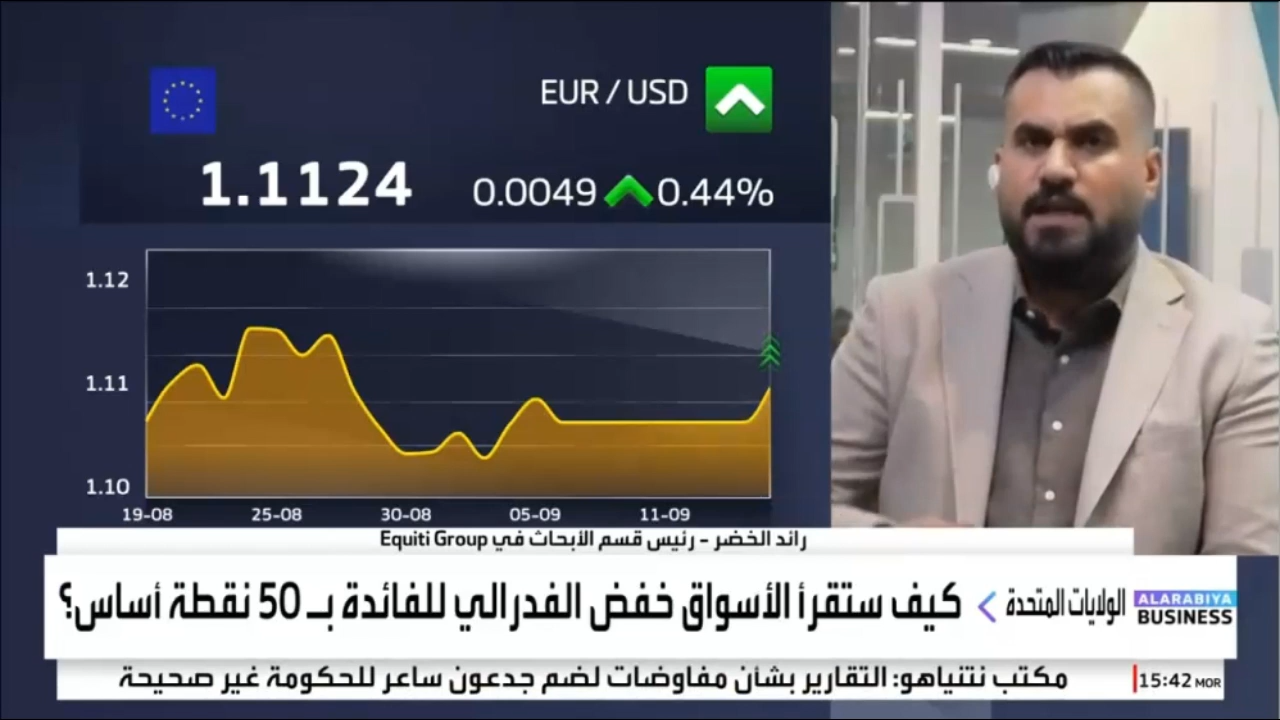 EUR / USD
1.1124
0.0049 0.44%
1.12
1.11
1.10
19-08 25-08 30-08 05-09 11-09
رائد الخضر - رئيس قسم الأبحاث في Equiti Group
ALARABIYA BUSINESS الولايات المتحدة كيف ستقرأ الأسواق خفض الفدرالي للفائدة بـ 50 نقطة أساس؟
15:42 MOR مكتب نتنياهو: التقارير بشأن مفاوضات لضم جدعون ساعر للحكومة غير صحيحة